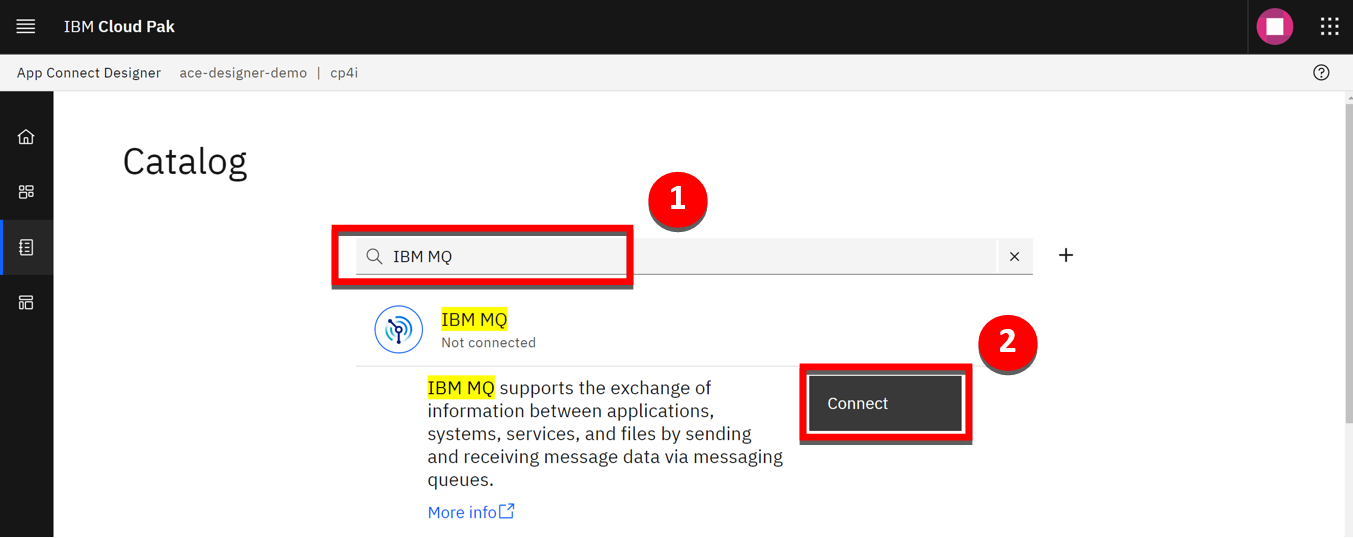 IBM Cloud Pak
App Connect Designer ace-designer-demo | cp4i
Catalog
1
IBM MQ
IBM MQ
Not connected
2
IBM MQ supports the exchange of
information between applications,
systems, services, and files by sending
and receiving message data via messaging
queues.
Connect
More info